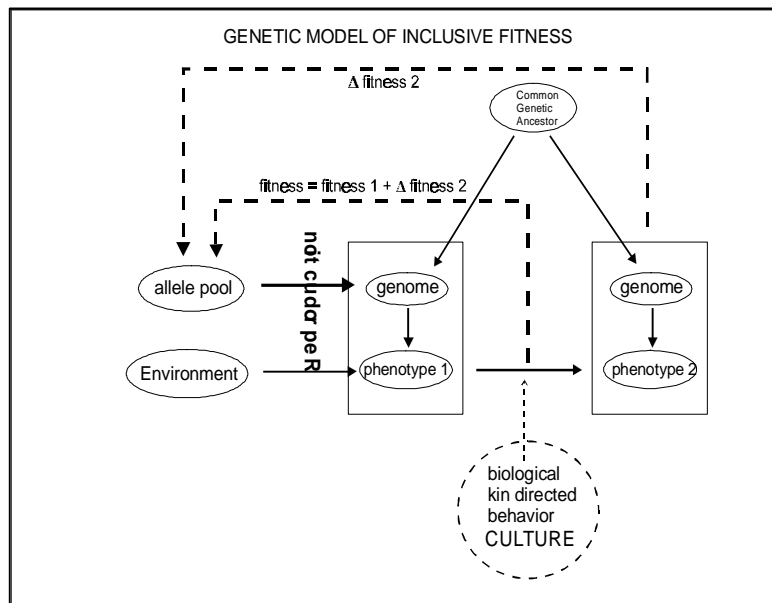 GENETIC MODEL OF INCLUSIVE FITNESS
Δ fitness 2
Common
Genetic
Ancestor
fitness = fitness 1 + Δ fitness 2
Reproduction
allele pool
genome
genome
Environment
phenotype 1
phenotype 2
biological
kin directed
behavior
CULTURE